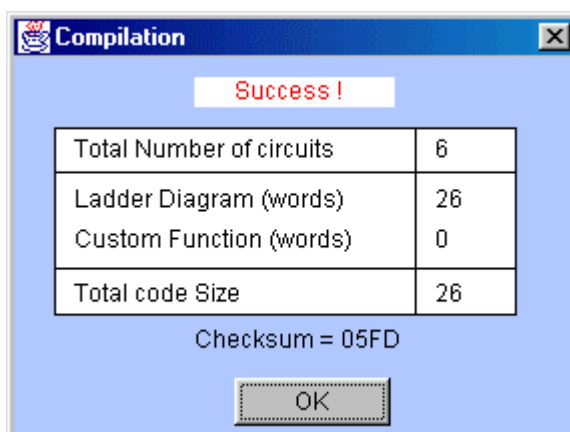 Compilation
Success !
Total Number of circuits 6
Ladder Diagram (words) 26
Custom Function (words) 0
Total code Size 26
Checksum = 05FD
OK